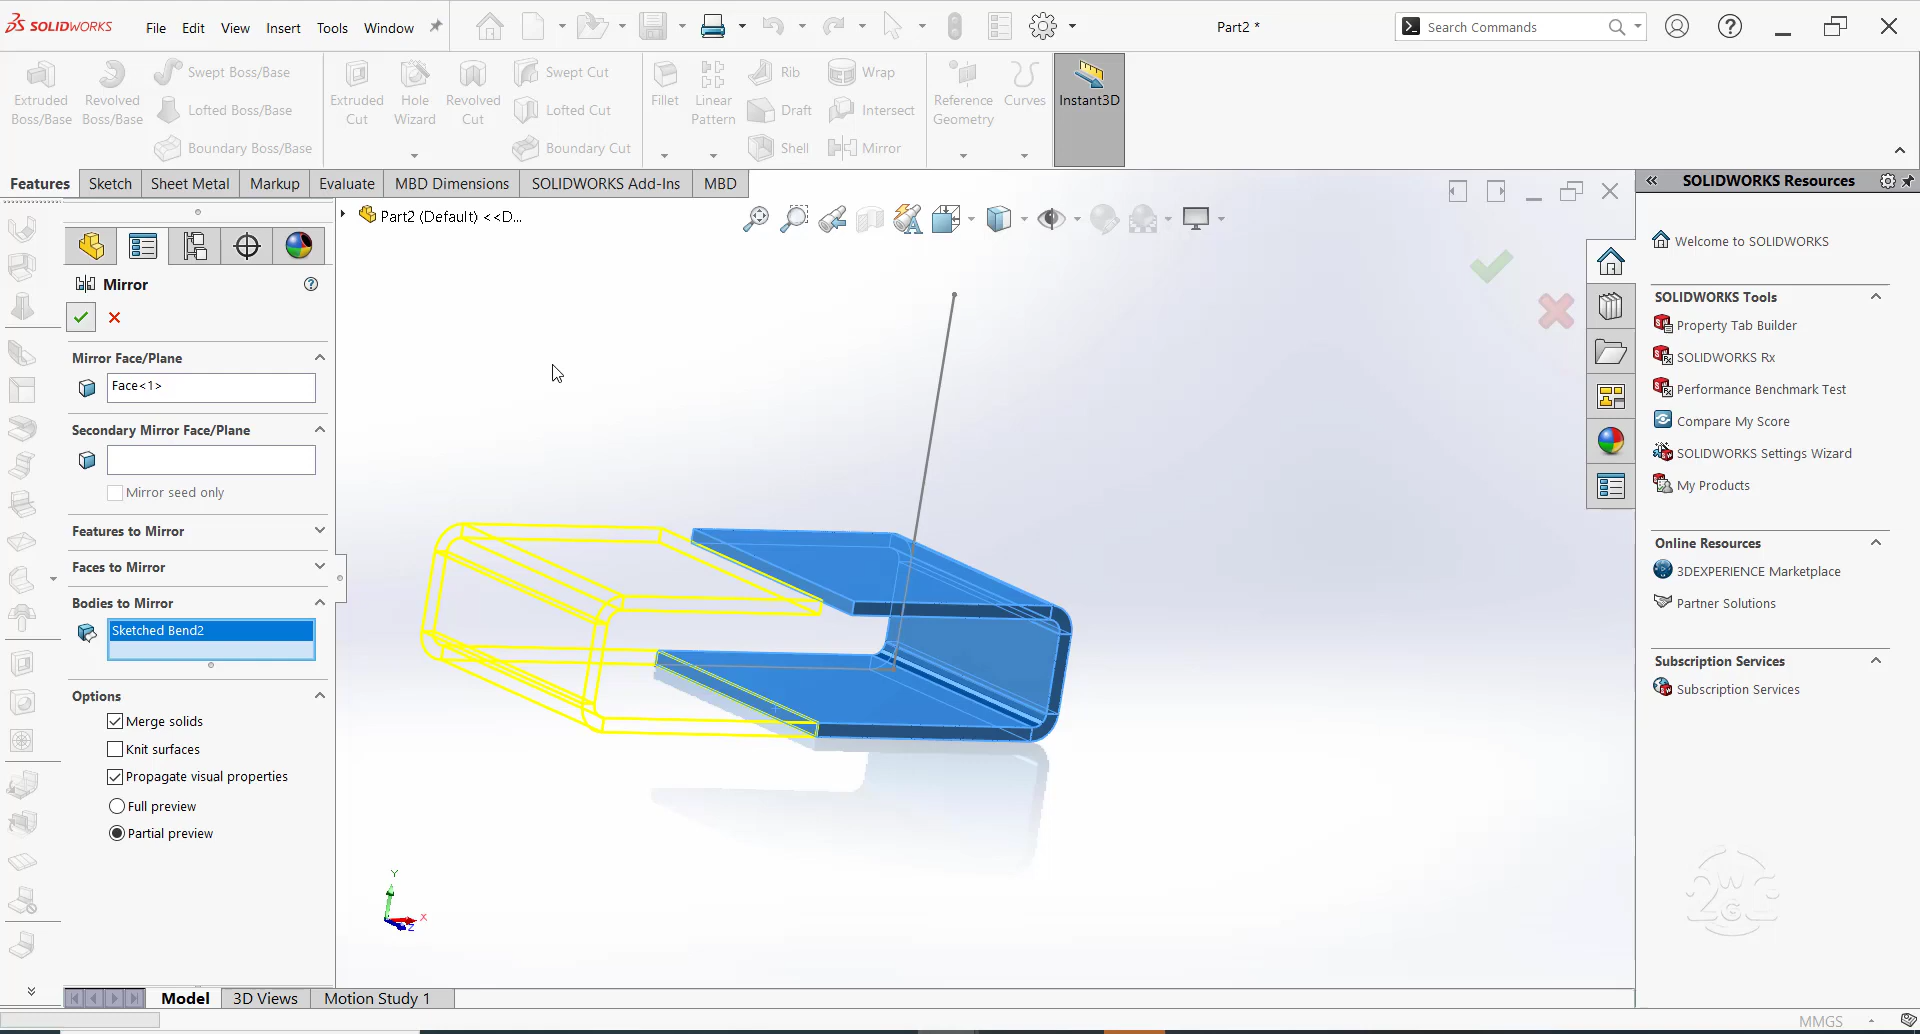 SOLIDWORKS
File Edit View Insert Tools Window
Part2 *
Search Commands
Extruded Boss/Base
Revolved Boss/Base
Swept Boss/Base
Lofted Boss/Base
Boundary Boss/Base
Extruded Cut
Hole Wizard
Revolved Cut
Swept Cut
Lofted Cut
Boundary Cut
Fillet
Linear Pattern
Rib
Draft
Shell
Wrap
Intersect
Mirror
Reference Geometry
Curves
Instant3D
Features Sketch Sheet Metal Markup Evaluate MBD Dimensions SOLIDWORKS Add-Ins MBD
Part2 (Default) <<D...
Mirror
Mirror Face/Plane
Face<1>
Secondary Mirror Face/Plane
Mirror seed only
Features to Mirror
Faces to Mirror
Bodies to Mirror
Sketched Bend2
Options
Merge solids
Knit surfaces
Propagate visual properties
Full preview
Partial preview
Y
X
Z
SOLIDWORKS Resources
Welcome to SOLIDWORKS
SOLIDWORKS Tools
Property Tab Builder
SOLIDWORKS Rx
Performance Benchmark Test
Compare My Score
SOLIDWORKS Settings Wizard
My Products
Online Resources
3DEXPERIENCE Marketplace
Partner Solutions
Subscription Services
Subscription Services
Model 3D Views Motion Study 1
MMGS